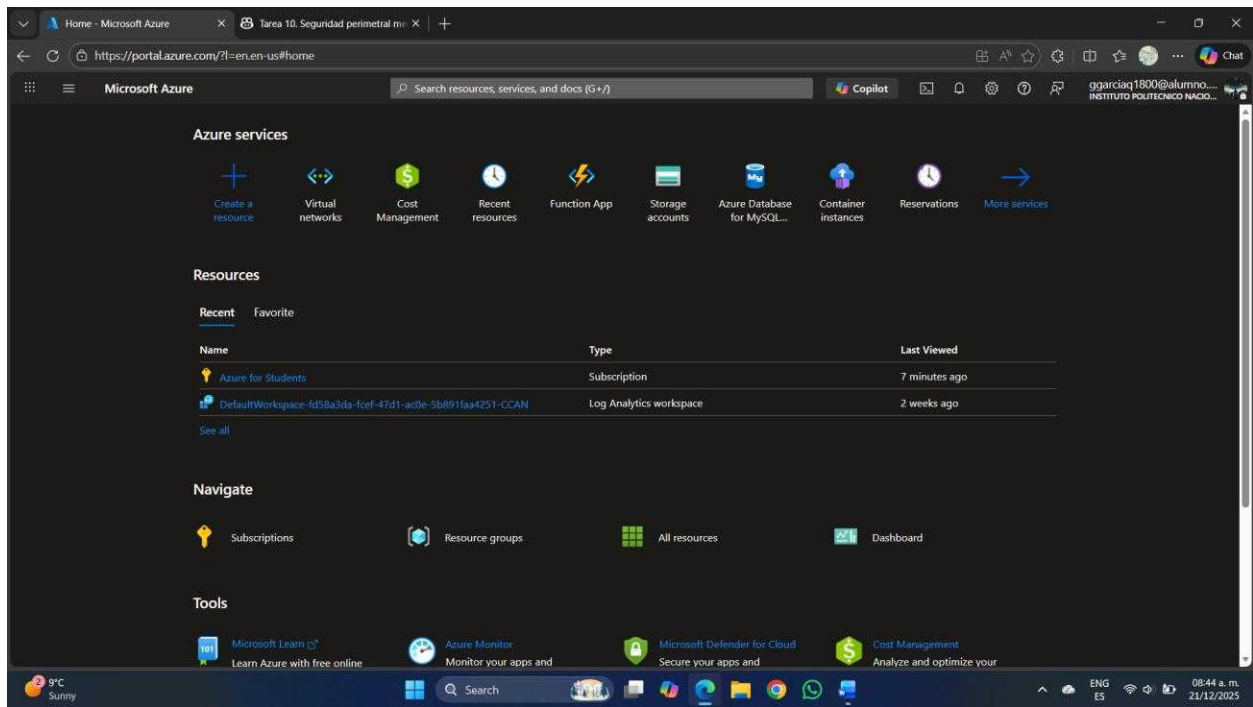 Home - Microsoft Azure
Tarea 10. Seguridad perimetral me
https://portal.azure.com/?l=en.en-us#home
Chat
Microsoft Azure
Search resources, services, and docs (G+/)
Copilot
ggarciaq1800@alumno....
INSTITUTO POLITECNICO NACIO...
Azure services
Create a resource
Virtual networks
Cost Management
Recent resources
Function App
Storage accounts
Azure Database for MySQL...
Container instances
Reservations
More services
Resources
Recent Favorite
Name Type Last Viewed
Azure for Students Subscription 7 minutes ago
DefaultWorkspace-fd58a3da-fcef-47d1-ac0e-5b891faa4251-CCAN Log Analytics workspace 2 weeks ago
See all
Navigate
Subscriptions Resource groups All resources Dashboard
Tools
Microsoft Learn Azure Monitor Microsoft Defender for Cloud Cost Management
Learn Azure with free online Monitor your apps and Secure your apps and Analyze and optimize your
2
9°C
Sunny
Search
ENG
ES
08:44 a. m.
21/12/2025